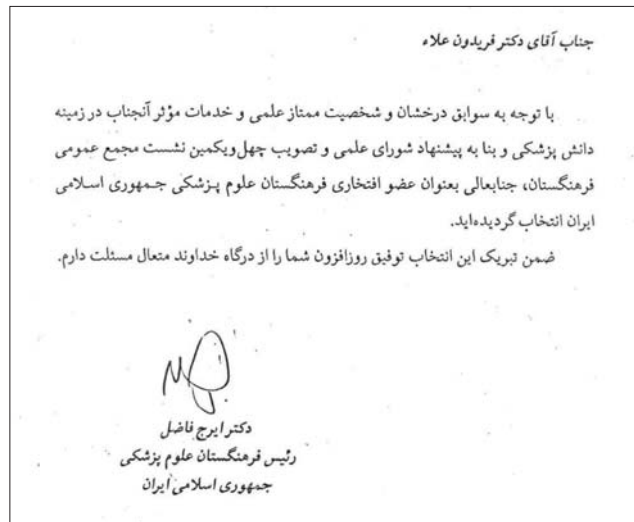 جناب آقای دکتر فریدون علاء
با توجه به سوابق درخشان و شخصیت ممتاز علمی و خدمات مؤثر آنجناب در زمینه
دانش پزشکی و بنا به پیشنهاد شورای علمی و تصویب چهل‌ویکمین نشست مجمع عمومی
فرهنگستان، جنابعالی بعنوان عضو افتخاری فرهنگستان علوم پزشکی جمهوری اسلامی
ایران انتخاب گردیده‌اید.
ضمن تبریک این انتخاب توفیق روزافزون شما را از درگاه خداوند متعال مسئلت دارم.
دکتر ایرج فاضل
رئیس فرهنگستان علوم پزشکی
جمهوری اسلامی ایران